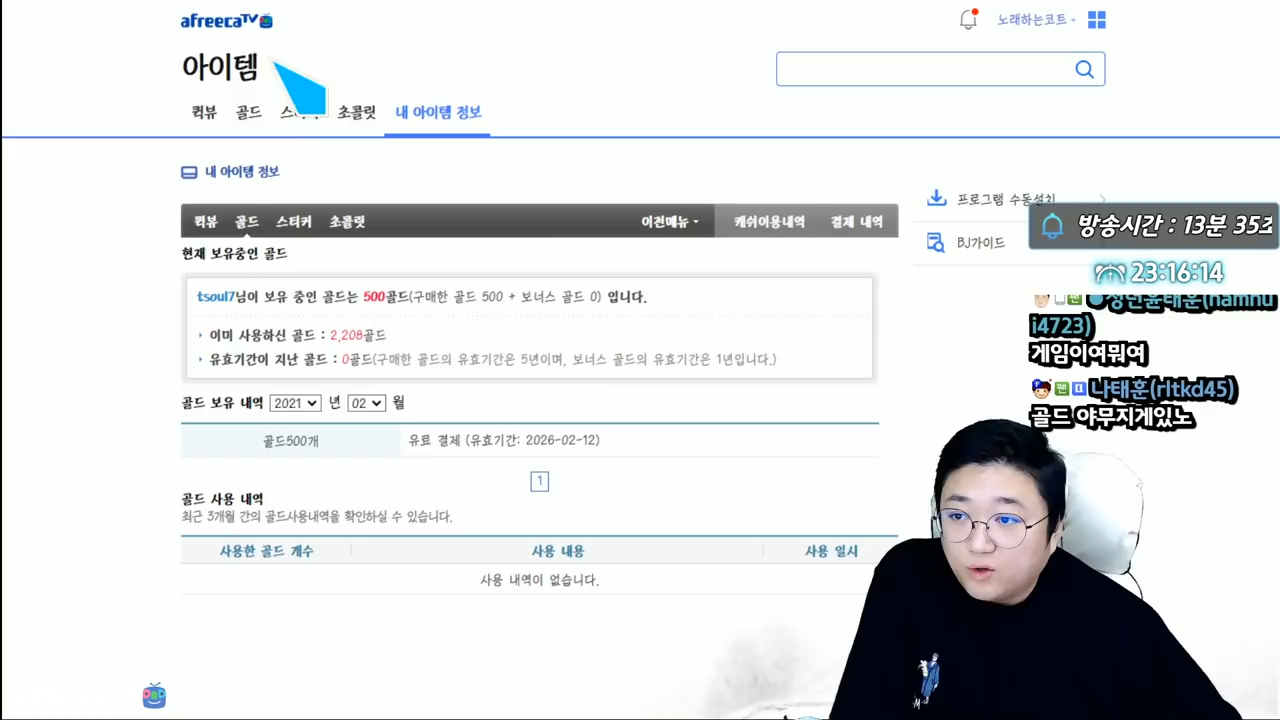 afreecaTV
노래하는코트
아이템
퀵뷰 골드 초콜릿 내 아이템 정보
내 아이템 정보
퀵뷰 골드 스티커 초콜릿 이전메뉴 캐쉬이용내역 결제 내역
프로그램 수동설치
BJ가이드
방송시간 : 13분 35초
23:16:14
현재 보유중인 골드
tsoul7님이 보유 중인 골드는 500골드(구매한 골드 500 + 보너스 골드 0) 입니다.
이미 사용하신 골드 : 2,208골드
유효기간이 지난 골드 : 0골드(구매한 골드의 유효기간은 5년이며, 보너스 골드의 유효기간은 1년입니다.)
i4723)
게임이여뭐여
나태훈(rltkd45)
골드 야무지게있노
골드 보유 내역 2021 년 02 월
골드500개 유료 결제 (유효기간: 2026-02-12)
1
골드 사용 내역
최근 3개월 간의 골드사용내역을 확인하실 수 있습니다.
사용한 골드 개수 사용 내용 사용 일시
사용 내역이 없습니다.